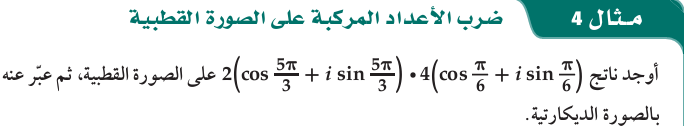 مثال 4 ضرب الأعداد المركبة على الصورة القطبية
أوجد ناتج 2(cos 5π/3 + i sin 5π/3) • 4(cos π/6 + i sin π/6) على الصورة القطبية، ثم عبّر عنه
بالصورة الديكارتية.